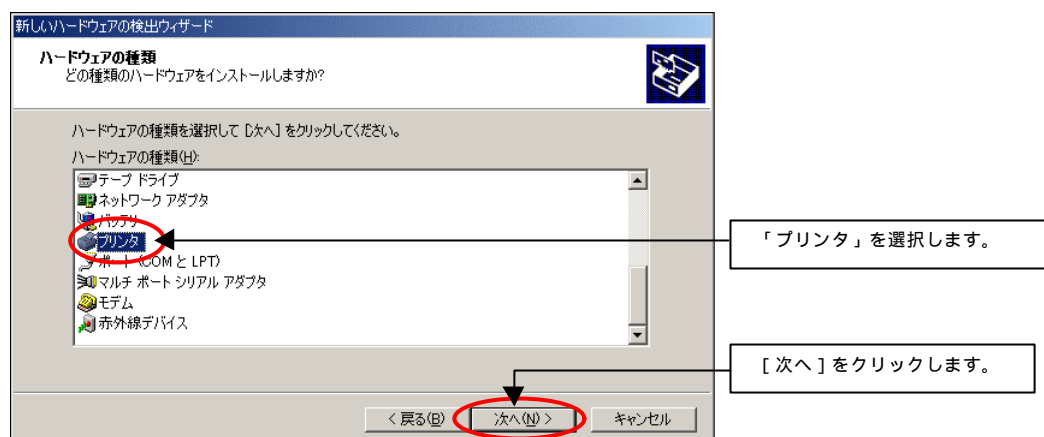 新しいハードウェアの検出ウィザード
ハードウェアの種類
どの種類のハードウェアをインストールしますか?
ハードウェアの種類を選択して [次へ] をクリックしてください。
ハードウェアの種類(H):
テープ ドライブ
ネットワーク アダプタ
バッテリ
プリンタ
「プリンタ」を選択します。
ポート (COM と LPT)
マルチ ポート シリアル アダプタ
モデム
赤外線デバイス
[ 次へ ] をクリックします。
< 戻る(B)
次へ(N) >
キャンセル